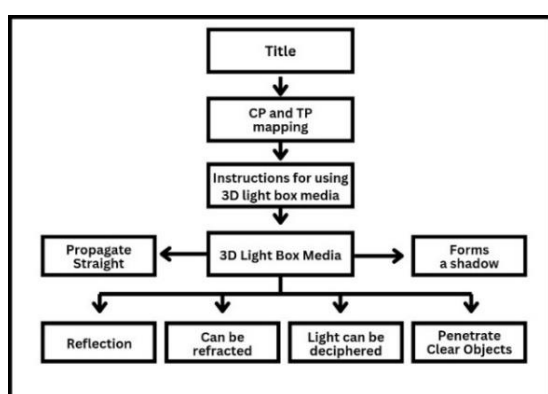 Title
CP and TP
mapping
Instructions for using
3D light box media
Propagate
Straight
3D Light Box Media
Forms
a shadow
Reflection
Can be
refracted
Light can be
deciphered
Penetrate
Clear Objects